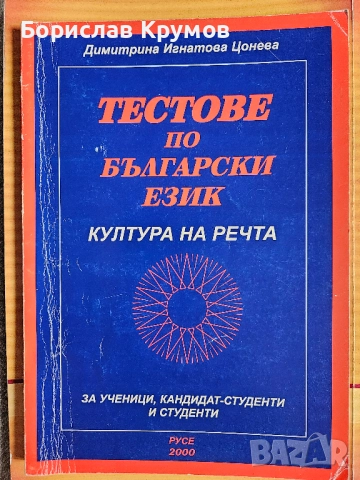 Борислав Крумов
Димитрина Игнатова Цонева
ТЕСТОВЕ
ПО
БЪЛГАРСКИ
ЕЗИК
КУЛТУРА НА РЕЧТА
ЗА УЧЕНИЦИ, КАНДИДАТ-СТУДЕНТИ
И СТУДЕНТИ
РУСЕ
2000
BAZAR